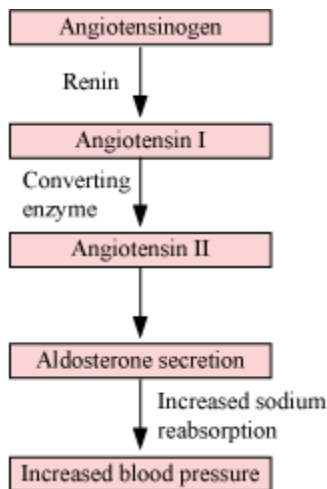 Angiotensinogen
Renin
Angiotensin I
Converting
enzyme
Angiotensin II
Aldosterone secretion
Increased sodium
reabsorption
Increased blood pressure